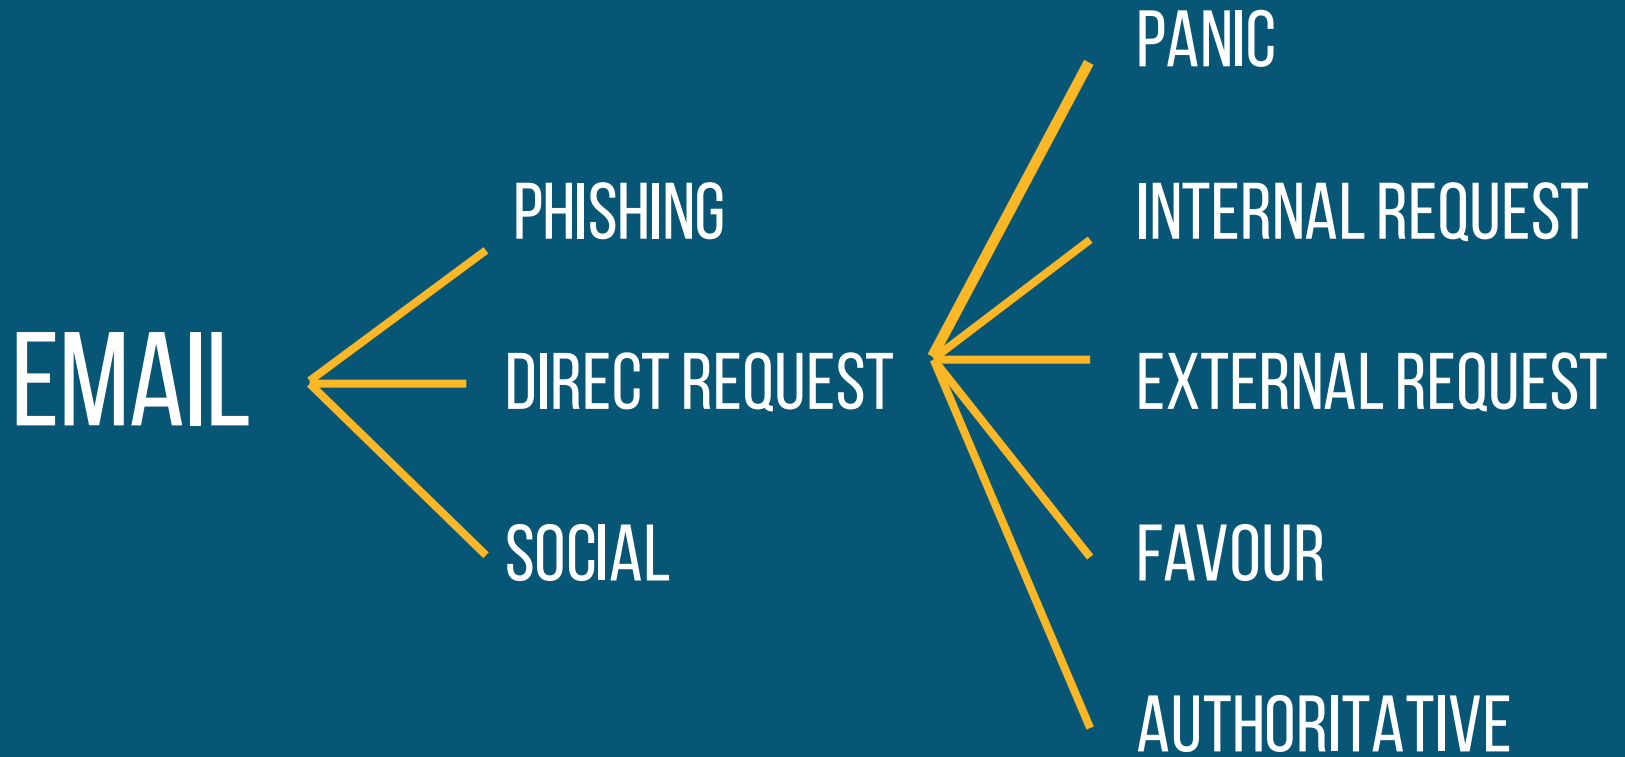 EMAIL
PHISHING
DIRECT REQUEST
SOCIAL
PANIC
INTERNAL REQUEST
EXTERNAL REQUEST
FAVOUR
AUTHORITATIVE